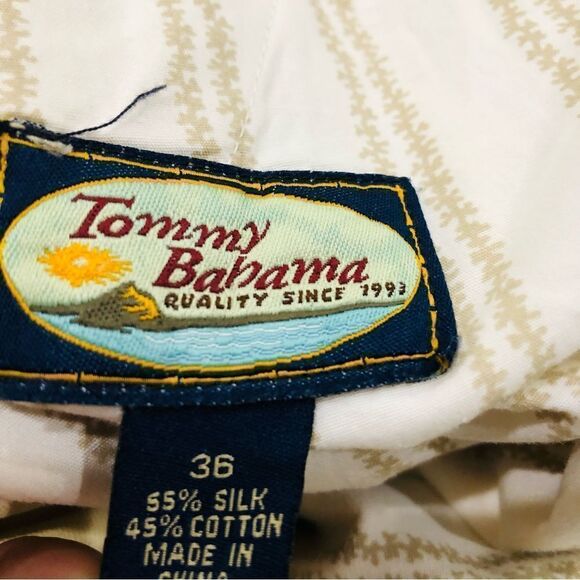 Tommy
Bahama
QUALITY SINCE 1993
36
55% SILK
45% COTTON
MADE IN
CHINA